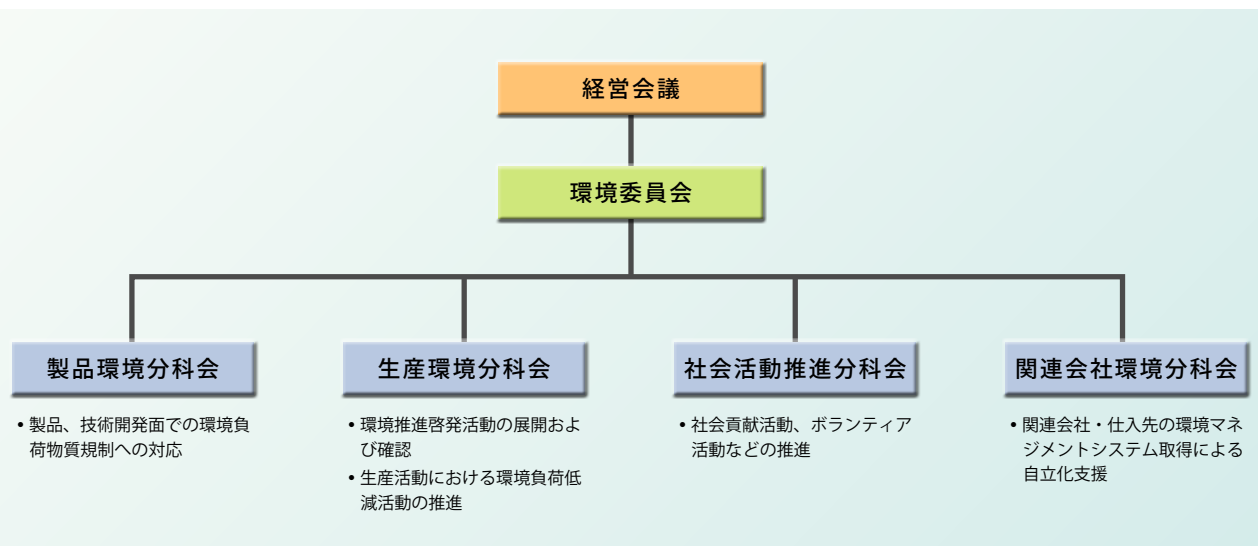 経営会議
環境委員会
製品環境分科会
• 製品、技術開発面での環境負
荷物質規制への対応
生産環境分科会
• 環境推進啓発活動の展開およ
び確認
• 生産活動における環境負荷低
減活動の推進
社会活動推進分科会
• 社会貢献活動、ボランティア
活動などの推進
関連会社環境分科会
• 関連会社・仕入先の環境マネ
ジメントシステム取得による
自立化支援